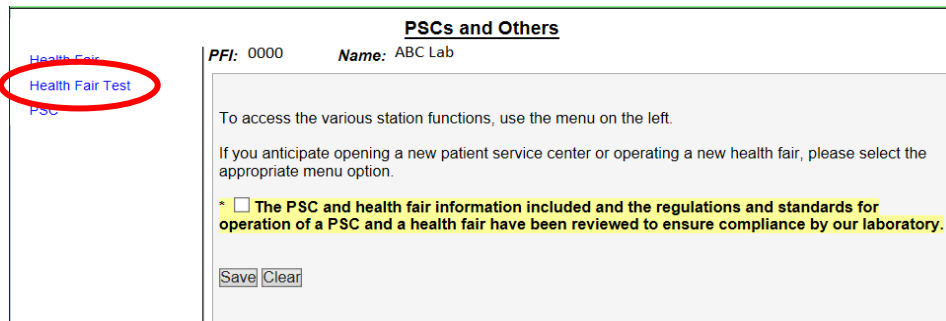 PSCs and Others
Health Fair
Health Fair Test
PSC
PFI: 0000 Name: ABC Lab
To access the various station functions, use the menu on the left.
If you anticipate opening a new patient service center or operating a new health fair, please select the
appropriate menu option.
* The PSC and health fair information included and the regulations and standards for
operation of a PSC and a health fair have been reviewed to ensure compliance by our laboratory.
Save Clear